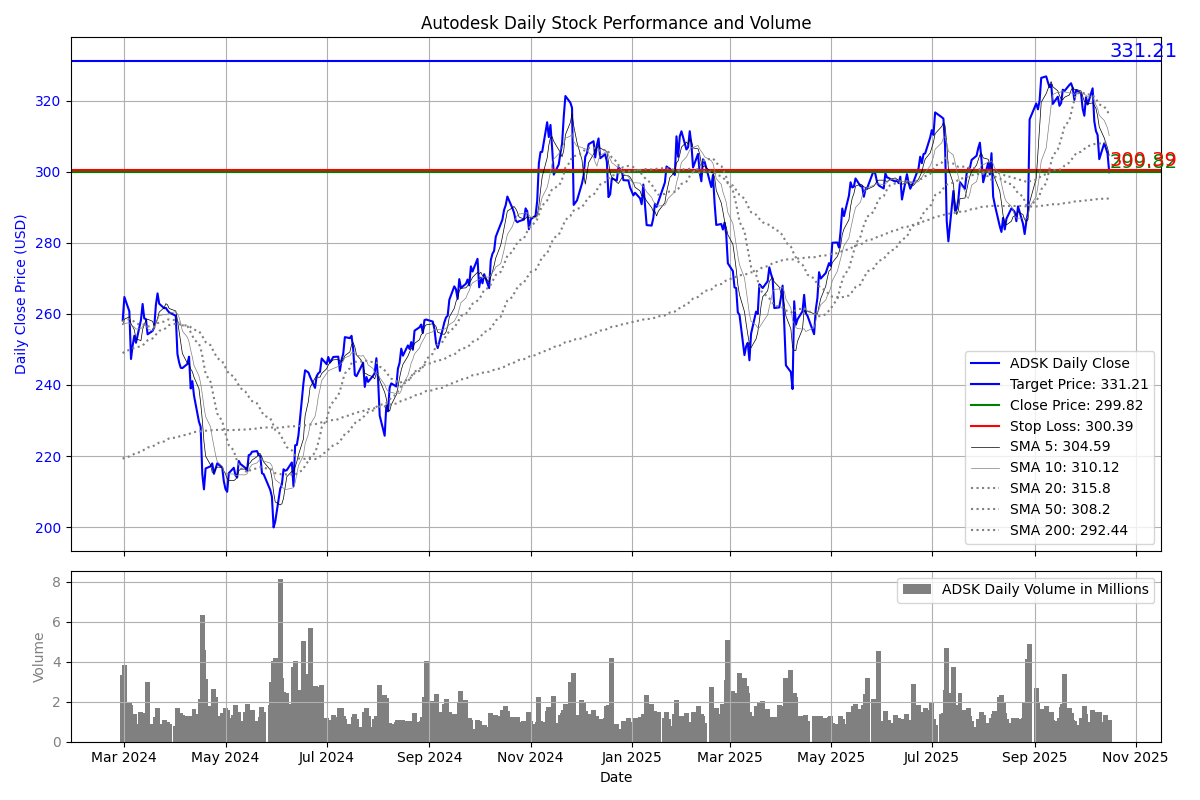 Autodesk Daily Stock Performance and Volume
331.21
320
300.39
299.82
300
280
260
240
220
200
Daily Close Price (USD)
ADSK Daily Close
Target Price: 331.21
Close Price: 299.82
Stop Loss: 300.39
SMA 5: 304.59
SMA 10: 310.12
SMA 20: 315.8
SMA 50: 308.2
SMA 200: 292.44
8
6
4
2
0
Volume
ADSK Daily Volume in Millions
Mar 2024 May 2024 Jul 2024 Sep 2024 Nov 2024 Jan 2025 Mar 2025 May 2025 Jul 2025 Sep 2025 Nov 2025
Date